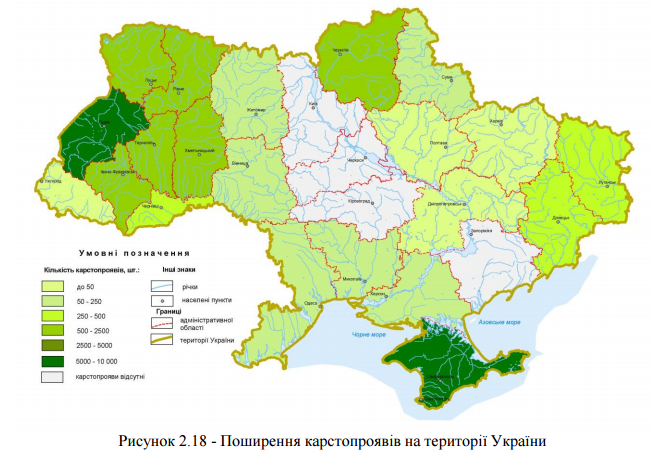 Чернігів
Суми
Луцьк
Рівне
Житомир
Київ
Львів
Харків
Тернопіль
Хмельницький
Полтава
Черкаси
Вінниця
Івано-Франківськ
Луганськ
Ужгород
Чернівці
Кіровоград
Дніпропетровськ
Донецьк
Запоріжжя
Миколаїв
Херсон
Одеса
Умовні позначення
Кількість карстопроявів, шт.:
до 50
50 - 250
250 - 500
500 - 2500
2500 - 5000
5000 - 10 000
карстопрояви відсутні
Інші знаки
річки
населені пункти
Границі
адміністративної
області
території України
Чорне море
Азовське море
Рисунок 2.18 - Поширення карстопроявів на території України